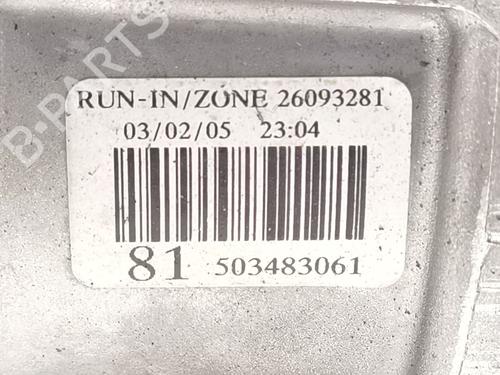 B-PARTS
RUN-IN/ZONE 26093281
03/02/05 23:04
81 503483061